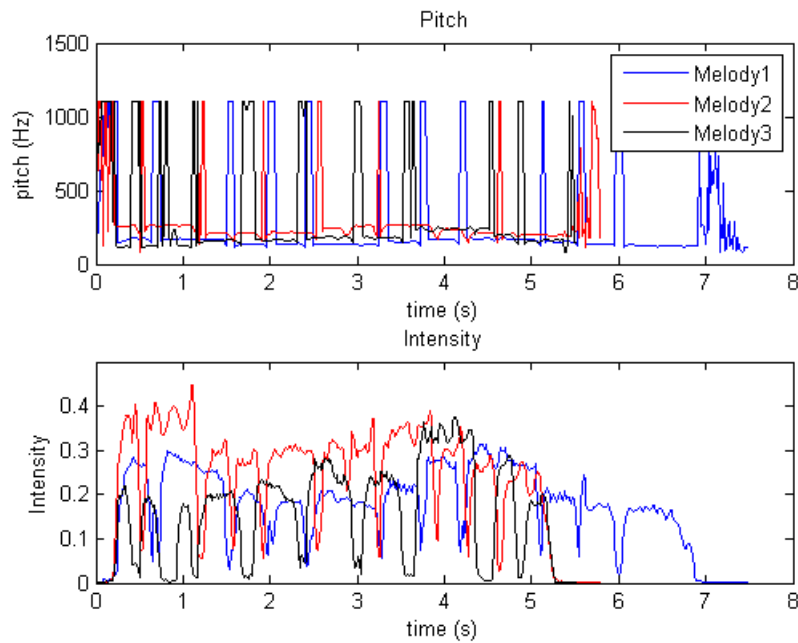 Pitch
1500
1000
500
0
pitch (Hz)
Melody1
Melody2
Melody3
0 1 2 3 4 5 6 7 8
time (s)
Intensity
0.4
0.3
0.2
0.1
0
Intensity
0 1 2 3 4 5 6 7 8
time (s)